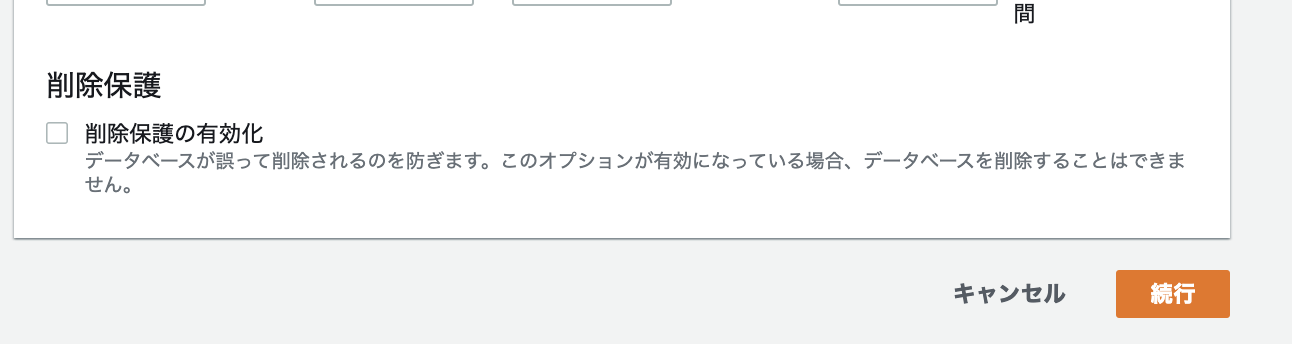 間
削除保護
削除保護の有効化
データベースが誤って削除されるのを防ぎます。このオプションが有効になっている場合、データベースを削除することはできま
せん。
キャンセル 続行